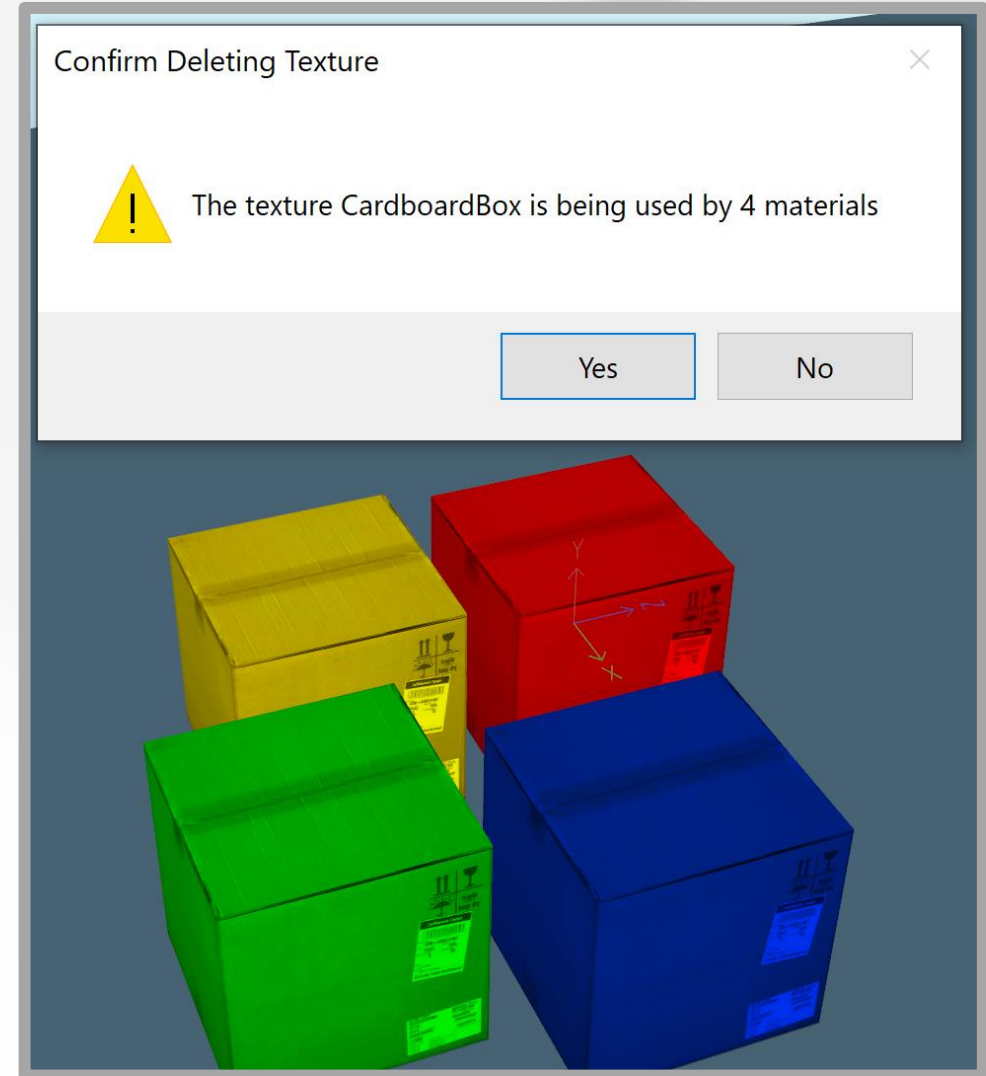 Confirm Deleting Texture
The texture CardboardBox is being used by 4 materials
Yes
No
Y
Z
X